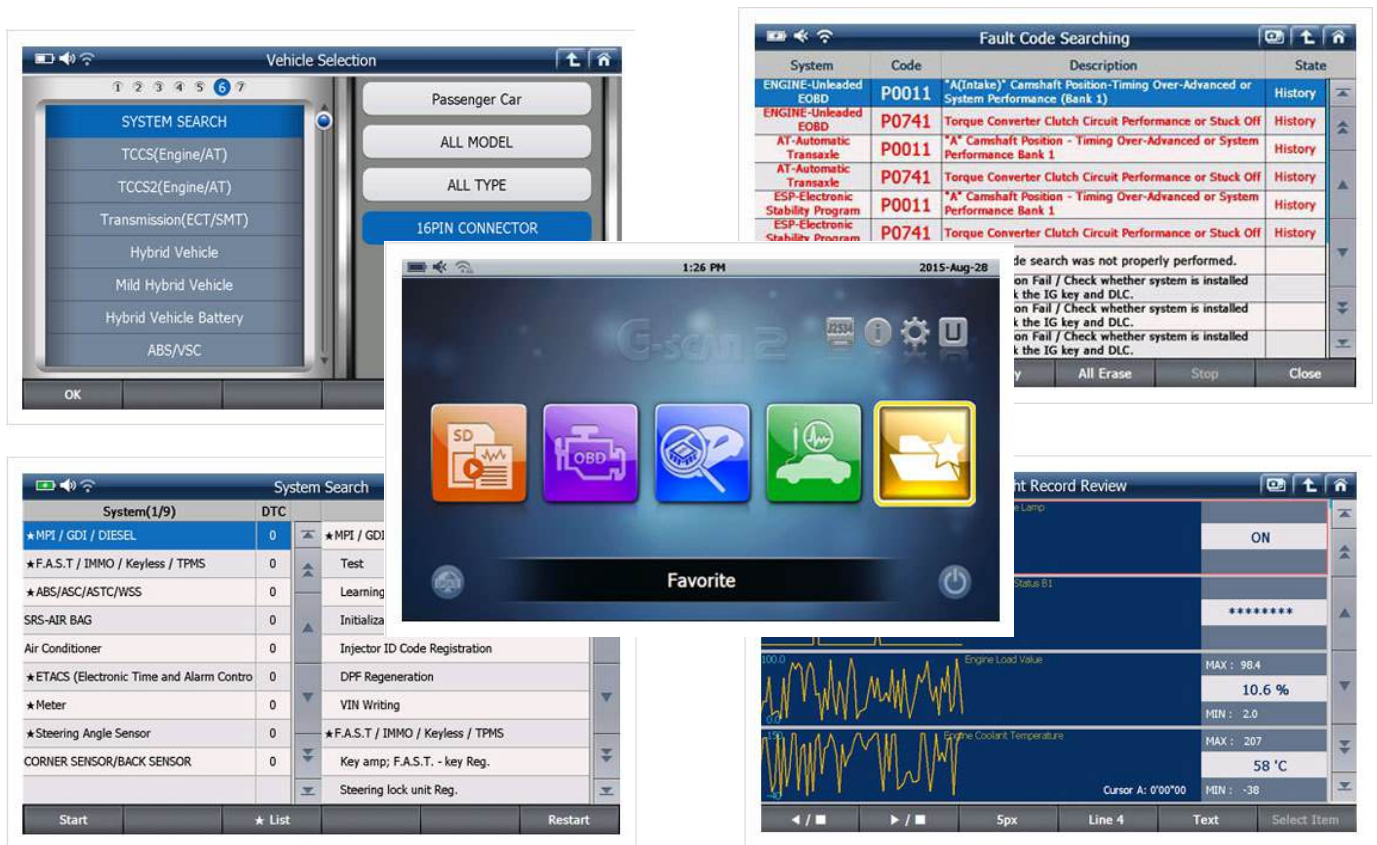 Vehicle Selection
1 2 3 4 5 6 7
SYSTEM SEARCH
TCCS(Engine/AT)
TCCS2(Engine/AT)
Transmission(ECT/SMT)
Hybrid Vehicle
Mild Hybrid Vehicle
Hybrid Vehicle Battery
ABS/VSC
Passenger Car
ALL MODEL
ALL TYPE
16PIN CONNECTOR
OK
Fault Code Searching
System Code Description State
ENGINE-Unleaded EOBD P0011 "A(Intake)" Camshaft Position-Timing Over-Advanced or System Performance (Bank 1) History
ENGINE-Unleaded EOBD P0741 Torque Converter Clutch Circuit Performance or Stuck Off History
AT-Automatic Transaxle P0011 "A" Camshaft Position - Timing Over-Advanced or System Performance Bank 1 History
AT-Automatic Transaxle P0741 Torque Converter Clutch Circuit Performance or Stuck Off History
ESP-Electronic Stability Program P0011 "A" Camshaft Position - Timing Over-Advanced or System Performance Bank 1 History
ESP-Electronic Stability Program P0741 Torque Converter Clutch Circuit Performance or Stuck Off History
de search was not properly performed.
on Fail / Check whether system is installed
k the IG key and DLC.
on Fail / Check whether system is installed
k the IG key and DLC.
on Fail / Check whether system is installed
k the IG key and DLC.
y All Erase Stop Close
1:26 PM 2015-Aug-28
G-scan 2
J2534
i
U
SD
OBD
Favorite
System Search
System(1/9) DTC
★MPI / GDI / DIESEL 0
★F.A.S.T / IMMO / Keyless / TPMS 0
★ABS/ASC/ASTC/WSS 0
SRS-AIR BAG 0
Air Conditioner 0
★ETACS (Electronic Time and Alarm Contro 0
★Meter 0
★Steering Angle Sensor 0
CORNER SENSOR/BACK SENSOR 0
★MPI / GDI
Test
Learning
Initializa
Injector ID Code Registration
DPF Regeneration
VIN Writing
★F.A.S.T / IMMO / Keyless / TPMS
Key amp; F.A.S.T. - key Reg.
Steering lock unit Reg.
Start ★ List Restart
ht Record Review
e Lamp
ON
Status B1
********
100.0 Engine Load Value
0.0
MAX : 98.4
10.6 %
MIN : 2.0
150 Engine Coolant Temperature
-40
MAX : 207
58 'C
Cursor A: 0'00"00 MIN : -38
◀ / ■ ▶ / ■ 5px Line 4 Text Select Item